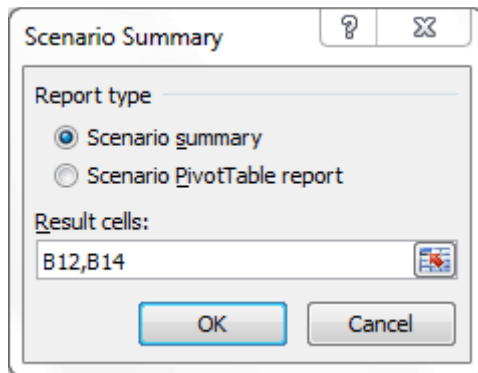 Scenario Summary
Report type
Scenario summary
Scenario PivotTable report
Result cells:
B12,B14
OK Cancel